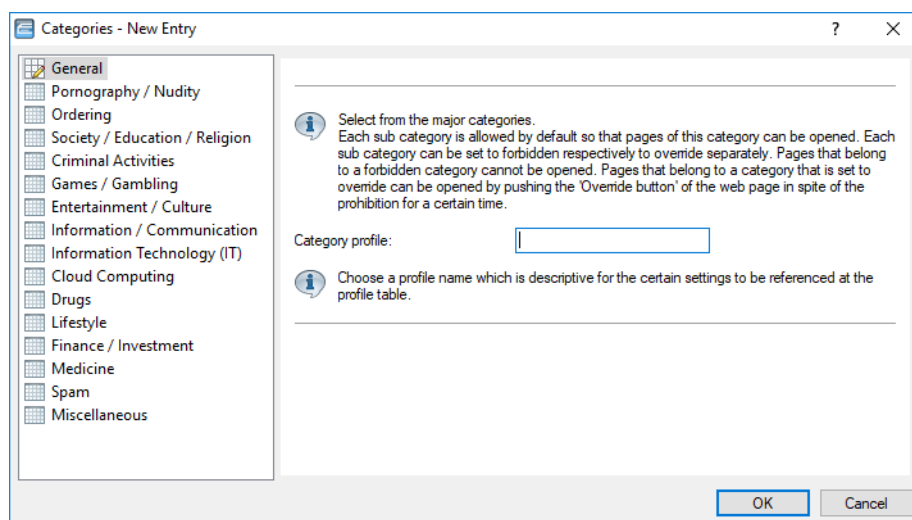 Categories - New Entry
?
General
Pornography / Nudity
Ordering
Society / Education / Religion
Criminal Activities
Games / Gambling
Entertainment / Culture
Information / Communication
Information Technology (IT)
Cloud Computing
Drugs
Lifestyle
Finance / Investment
Medicine
Spam
Miscellaneous
Select from the major categories.
Each sub category is allowed by default so that pages of this category can be opened. Each
sub category can be set to forbidden respectively to override separately. Pages that belong
to a forbidden category cannot be opened. Pages that belong to a category that is set to
override can be opened by pushing the 'Override button' of the web page in spite of the
prohibition for a certain time.
Category profile:
Choose a profile name which is descriptive for the certain settings to be referenced at the
profile table.
OK
Cancel